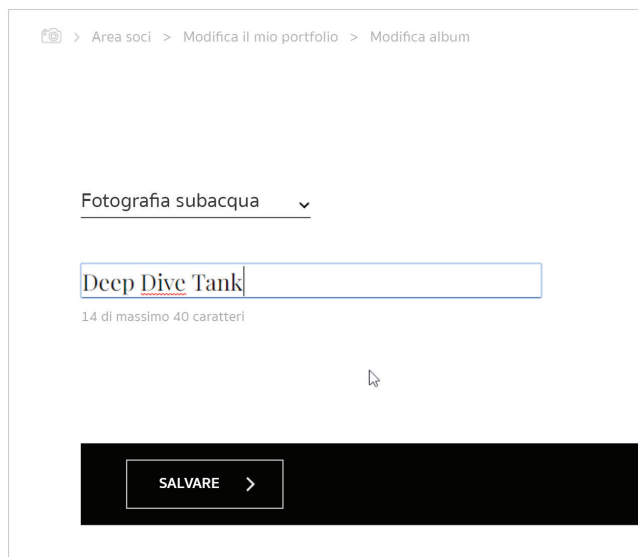 > Area soci > Modifica il mio portfolio > Modifica album
Fotografia subacqua
Deep Dive Tank
14 di massimo 40 caratteri
SALVARE